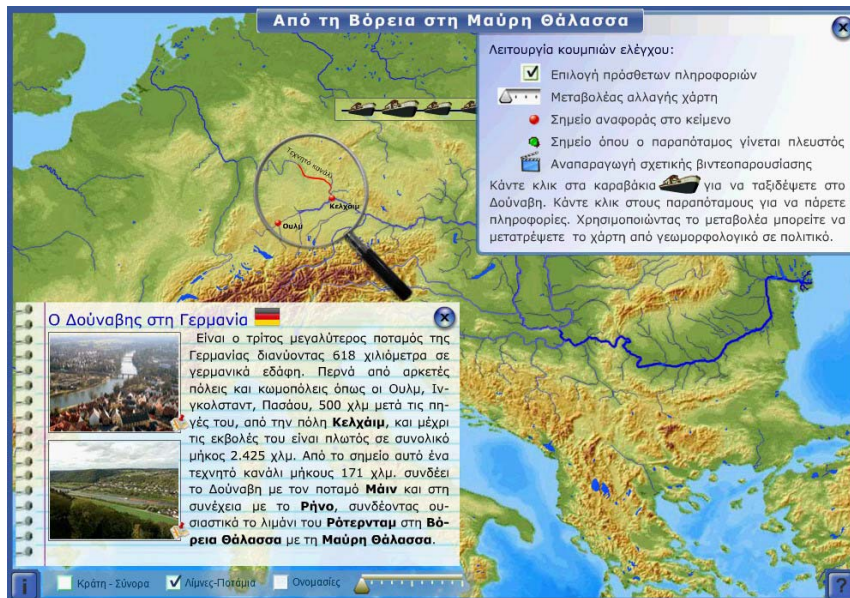 Από τη Βόρεια στη Μαύρη Θάλασσα
Λειτουργία κουμπιών ελέγχου:
Επιλογή πρόσθετων πληροφοριών
Μεταβολέας αλλαγής χάρτη
Σημείο αναφοράς στο κείμενο
Σημείο όπου ο παραπόταμος γίνεται πλευστός
Αναπαραγωγή σχετικής βιντεοπαρουσίασης
Κάντε κλικ στα καραβάκια για να ταξιδέψετε στο
Δούναβη. Κάντε κλικ στους παραπόταμους για να πάρετε
πληροφορίες. Χρησιμοποιώντας το μεταβολέα μπορείτε να
μετατρέψετε το χάρτη από γεωμορφολογικό σε πολιτικό.
Τεχνητό κανάλι
Κελχάιμ
Ουλμ
Ο Δούναβης στη Γερμανία
Είναι ο τρίτος μεγαλύτερος ποταμός της
Γερμανίας διανύοντας 618 χιλιόμετρα σε
γερμανικά εδάφη. Περνά από αρκετές
πόλεις και κωμοπόλεις όπως οι Ουλμ, Ιν-
γκολσταντ, Πασάου, 500 χλμ μετά τις πη-
γές του, από την πόλη Κελχάιμ, και μέχρι
τις εκβολές του είναι πλωτός σε συνολικό
μήκος 2.425 χλμ. Από το σημείο αυτό ένα
τεχνητό κανάλι μήκους 171 χλμ. συνδέει
το Δούναβη με τον ποταμό Μάιν και στη
συνέχεια με το Ρήνο, συνδέοντας ου-
σιαστικά το λιμάνι του Ρότερνταμ στη Βό-
ρεια Θάλασσα με τη Μαύρη Θάλασσα.
i
Κράτη - Σύνορα
Λίμνες-Ποτάμια
Ονομασίες
?